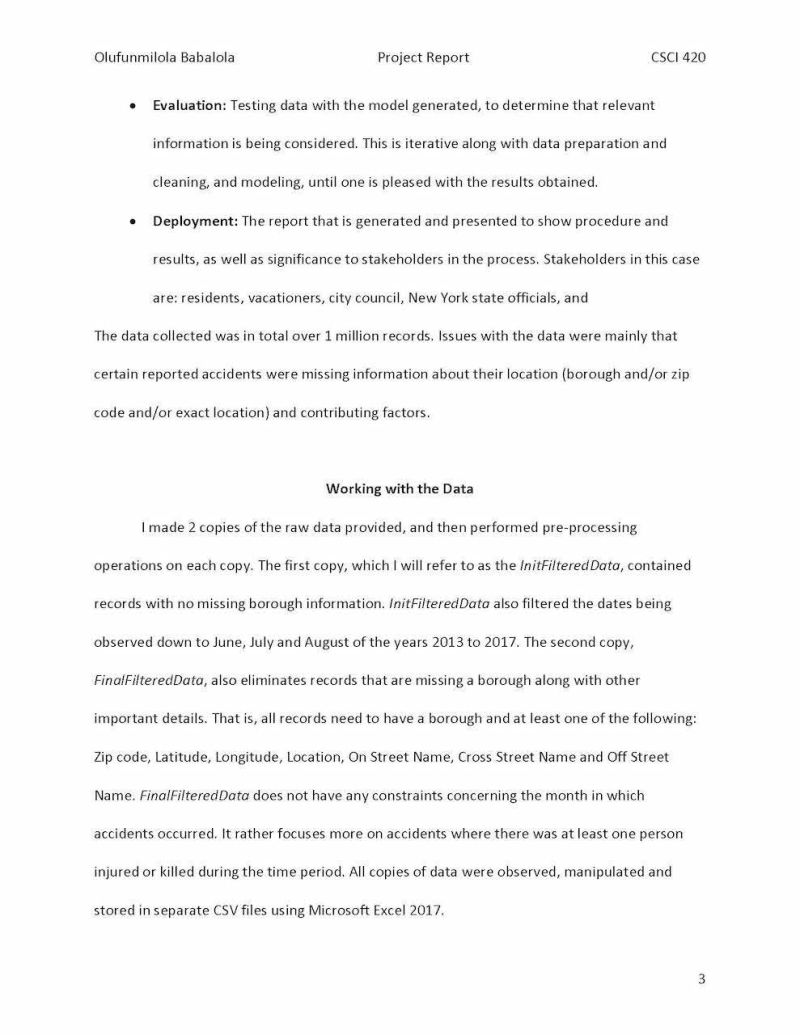 Olufunmilola Babalola Project Report CSCI 420
• Evaluation: Testing data with the model generated, to determine that relevant
information is being considered. This is iterative along with data preparation and
cleaning, and modeling, until one is pleased with the results obtained.
• Deployment: The report that is generated and presented to show procedure and
results, as well as significance to stakeholders in the process. Stakeholders in this case
are: residents, vacationers, city council, New York state officials, and
The data collected was in total over 1 million records. Issues with the data were mainly that
certain reported accidents were missing information about their location (borough and/or zip
code and/or exact location) and contributing factors.
Working with the Data
I made 2 copies of the raw data provided, and then performed pre-processing
operations on each copy. The first copy, which I will refer to as the InitFilteredData, contained
records with no missing borough information. InitFilteredData also filtered the dates being
observed down to June, July and August of the years 2013 to 2017. The second copy,
FinalFilteredData, also eliminates records that are missing a borough along with other
important details. That is, all records need to have a borough and at least one of the following:
Zip code, Latitude, Longitude, Location, On Street Name, Cross Street Name and Off Street
Name. FinalFilteredData does not have any constraints concerning the month in which
accidents occurred. It rather focuses more on accidents where there was at least one person
injured or killed during the time period. All copies of data were observed, manipulated and
stored in separate CSV files using Microsoft Excel 2017.
3